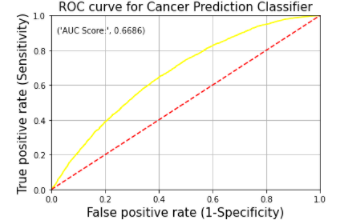 ROC curve for Cancer Prediction Classifier
1.0
('AUC Score:', 0.6686)
0.8
0.6
0.4
0.2
0.0
True positive rate (Sensitivity)
0.0 0.2 0.4 0.6 0.8 1.0
False positive rate (1-Specificity)